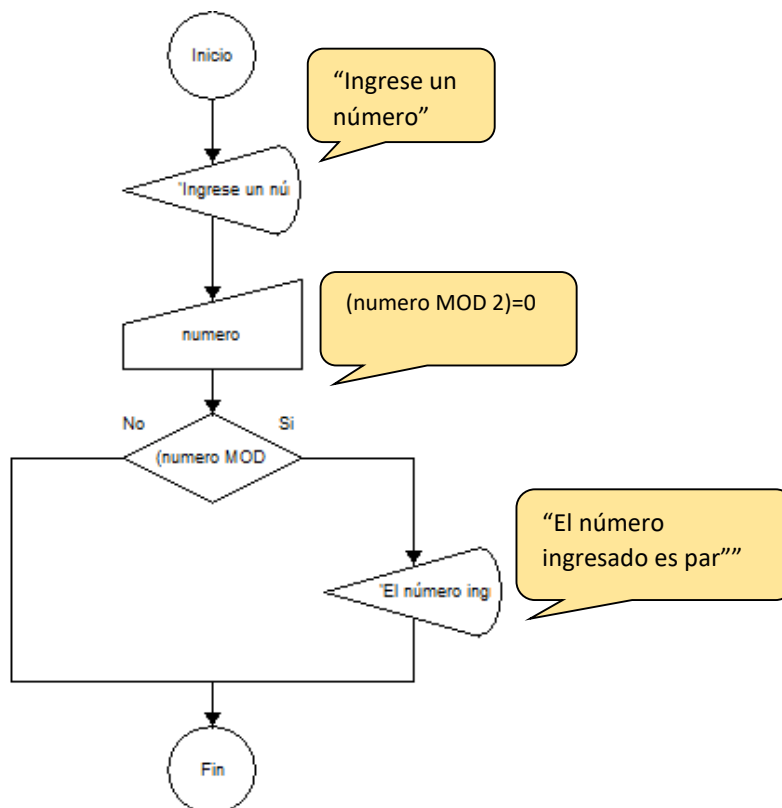 Inicio
“Ingrese un
número”
'Ingrese un nú
(numero MOD 2)=0
numero
No
Si
(numero MOD
“El número
ingresado es par””
'El número ing
Fin